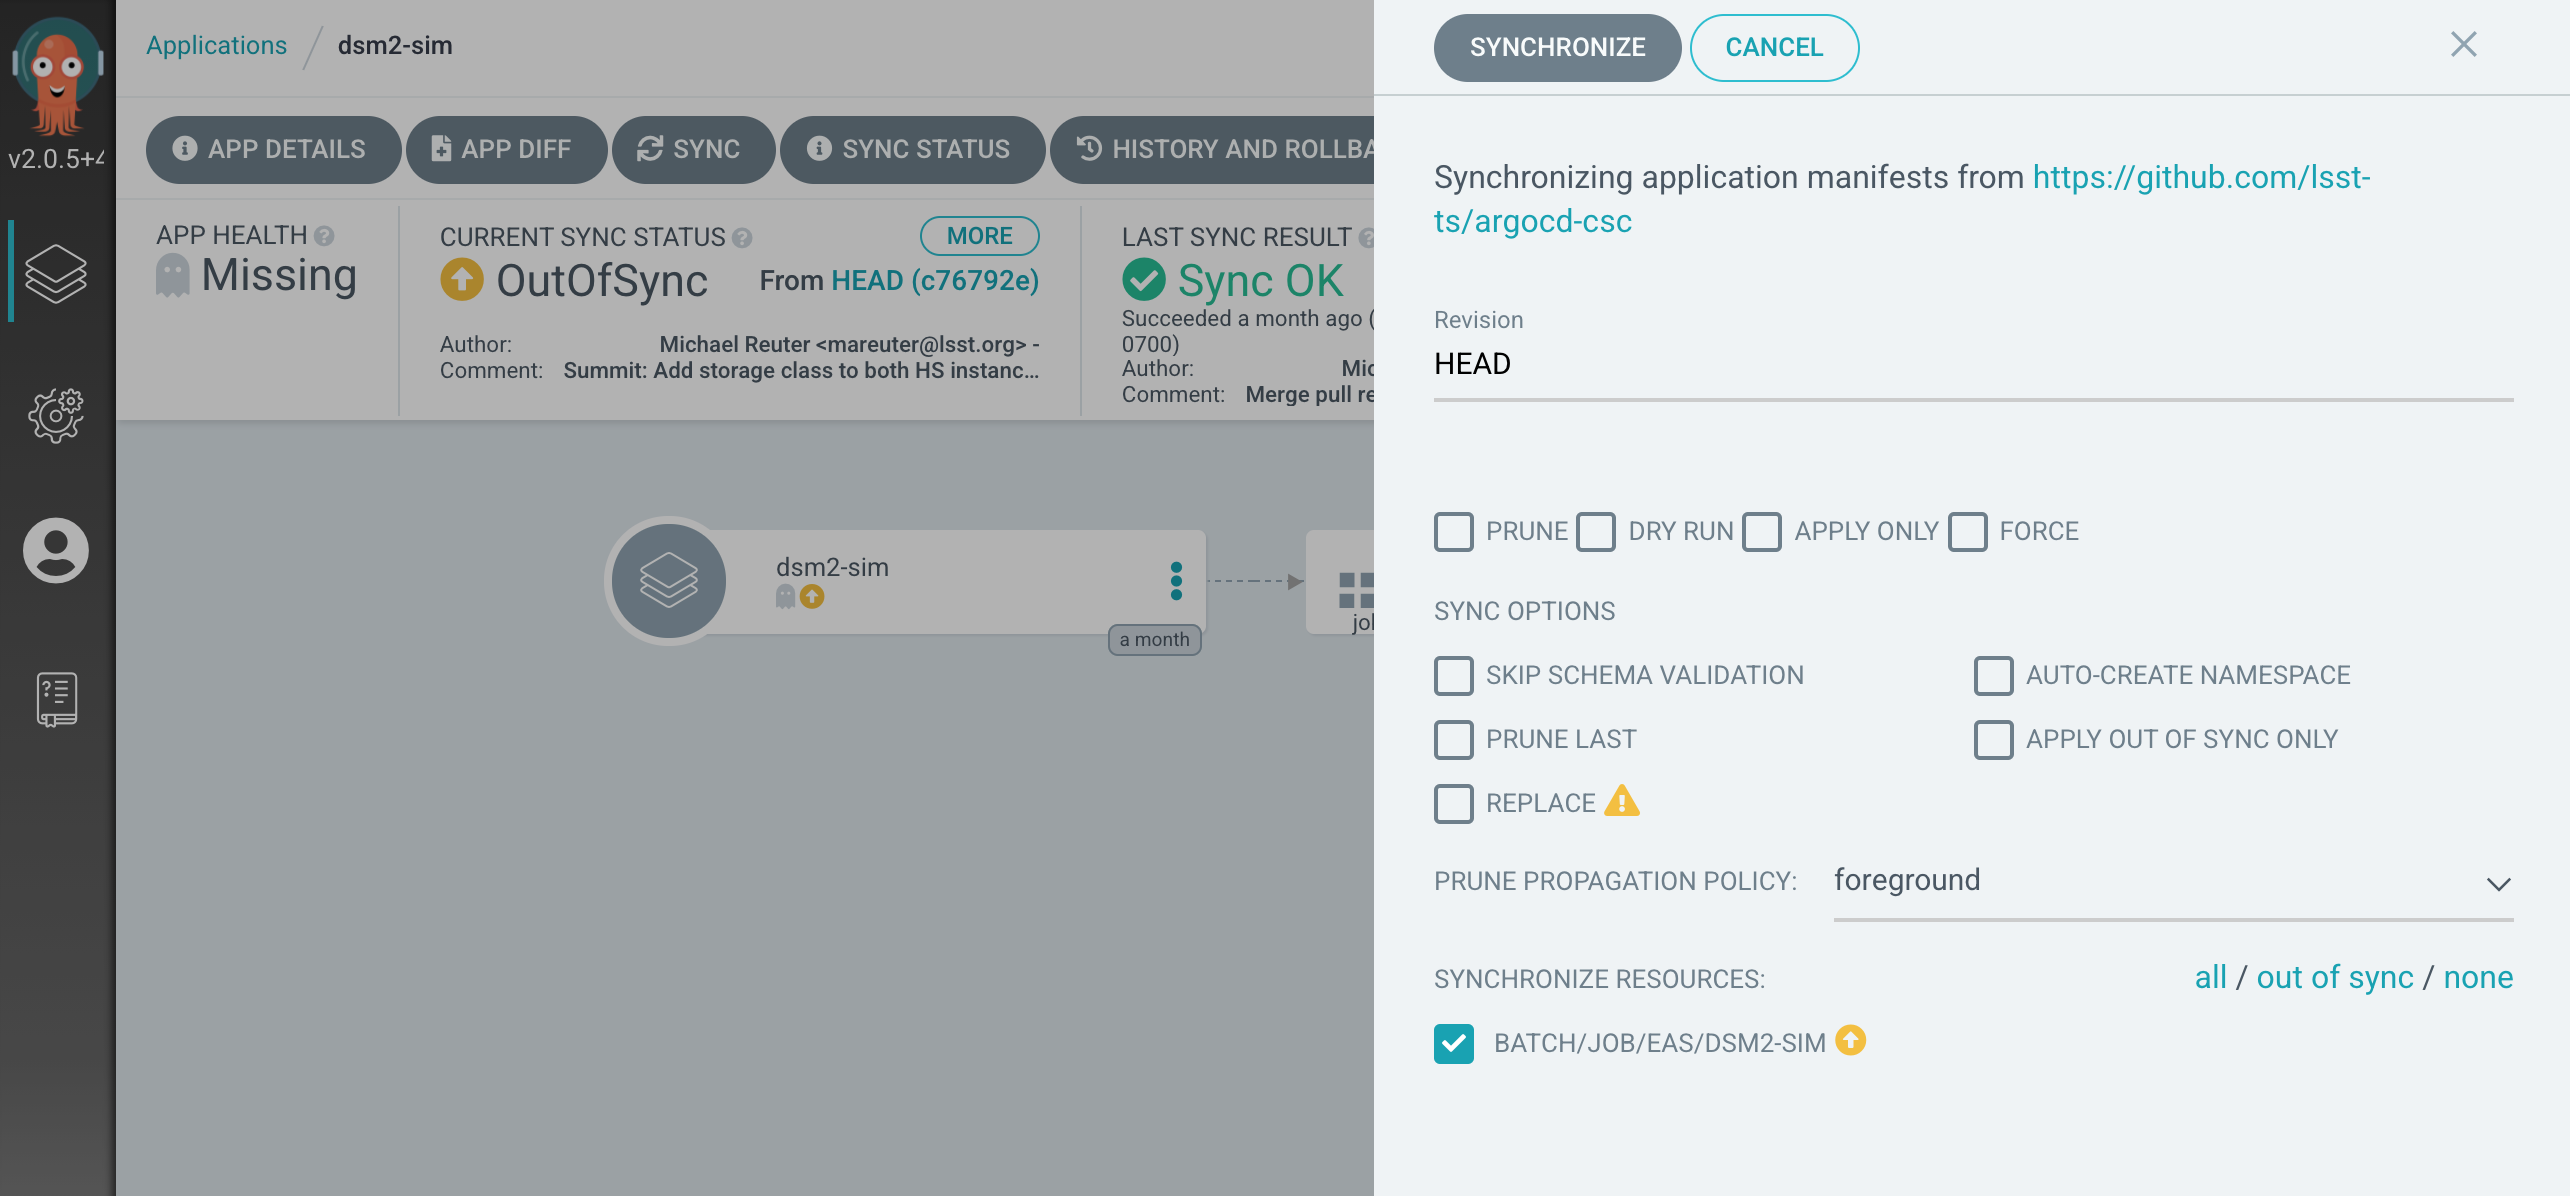 v2.0.5+
Applications / dsm2-sim
APP DETAILS APP DIFF SYNC SYNC STATUS HISTORY AND
APP HEALTH
Missing
CURRENT SYNC STATUS MORE
OutOfSync From HEAD (c76792e)
Author: Michael Reuter <mareuter@lsst.org> -
Comment: Summit: Add storage class to both HS instanc...
LAST SYNC RESULT
Sync OK
Succeeded a month ago (
0700)
Author:
Comment: Merge pull
dsm2-sim
a month
SYNCHRONIZE CANCEL
Synchronizing application manifests from https://github.com/lsst-
ts/argocd-csc
Revision
HEAD
PRUNE DRY RUN APPLY ONLY FORCE
SYNC OPTIONS
SKIP SCHEMA VALIDATION AUTO-CREATE NAMESPACE
PRUNE LAST APPLY OUT OF SYNC ONLY
REPLACE
PRUNE PROPAGATION POLICY: foreground
SYNCHRONIZE RESOURCES: all / out of sync / none
BATCH/JOB/EAS/DSM2-SIM